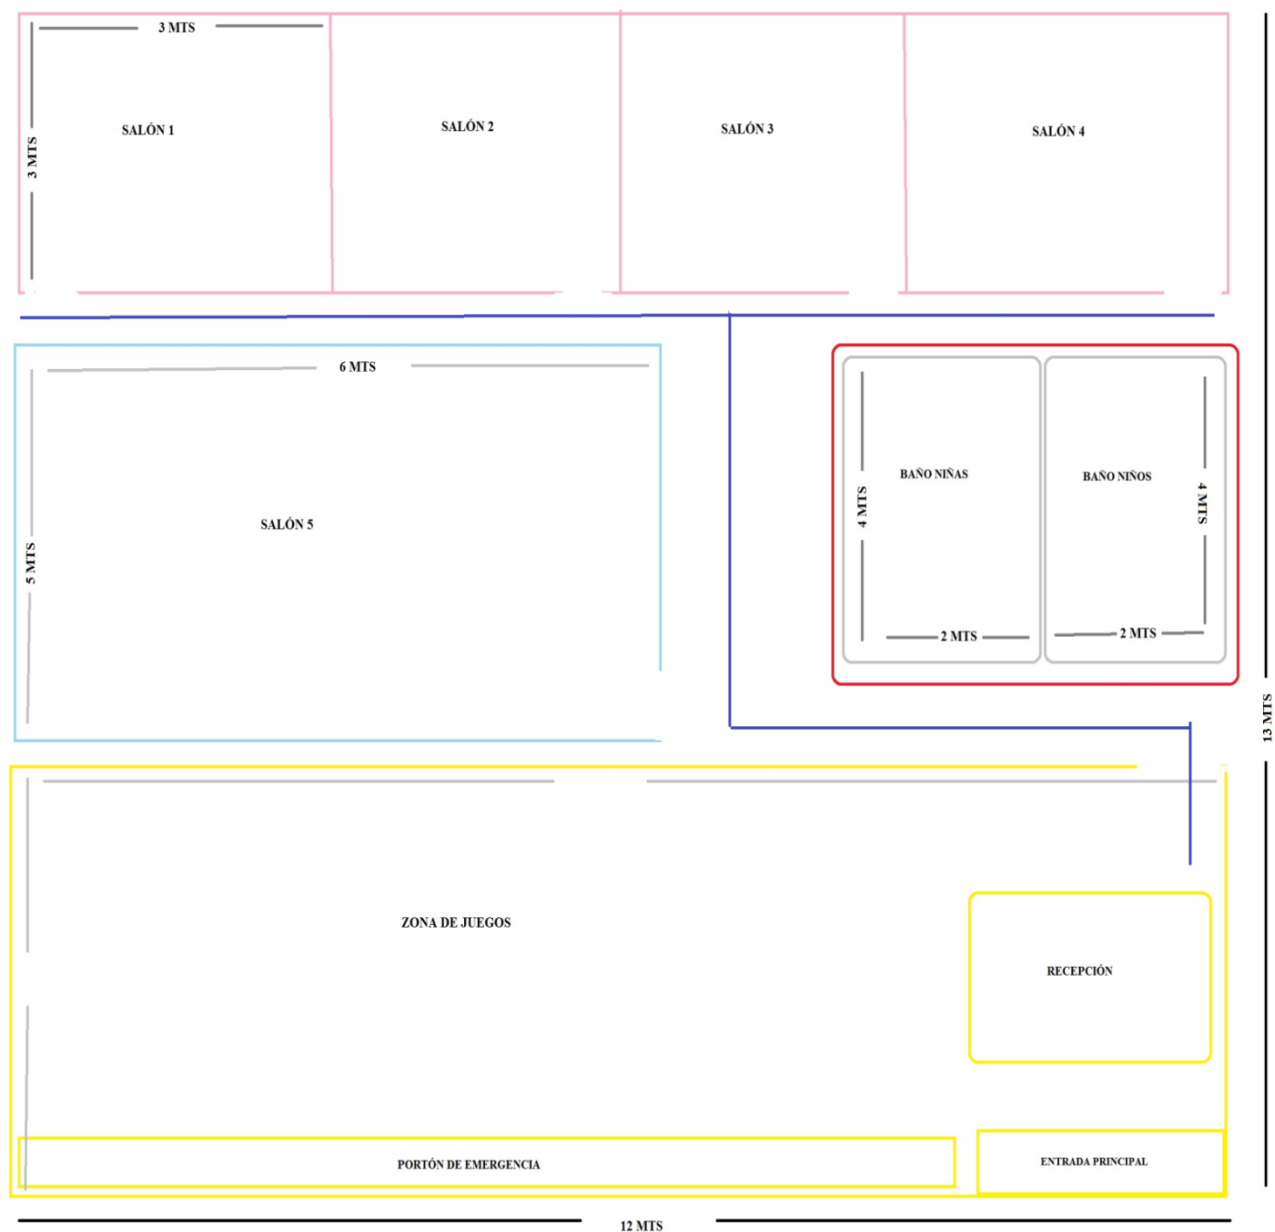 3 MTS
SALÓN 1
SALÓN 2
SALÓN 3
SALÓN 4
3 MTS
6 MTS
BAÑO NIÑAS
BAÑO NIÑOS
4 MTS
4 MTS
SALÓN 5
5 MTS
2 MTS
2 MTS
13 MTS
ZONA DE JUEGOS
RECEPCIÓN
PORTÓN DE EMERGENCIA
ENTRADA PRINCIPAL
12 MTS